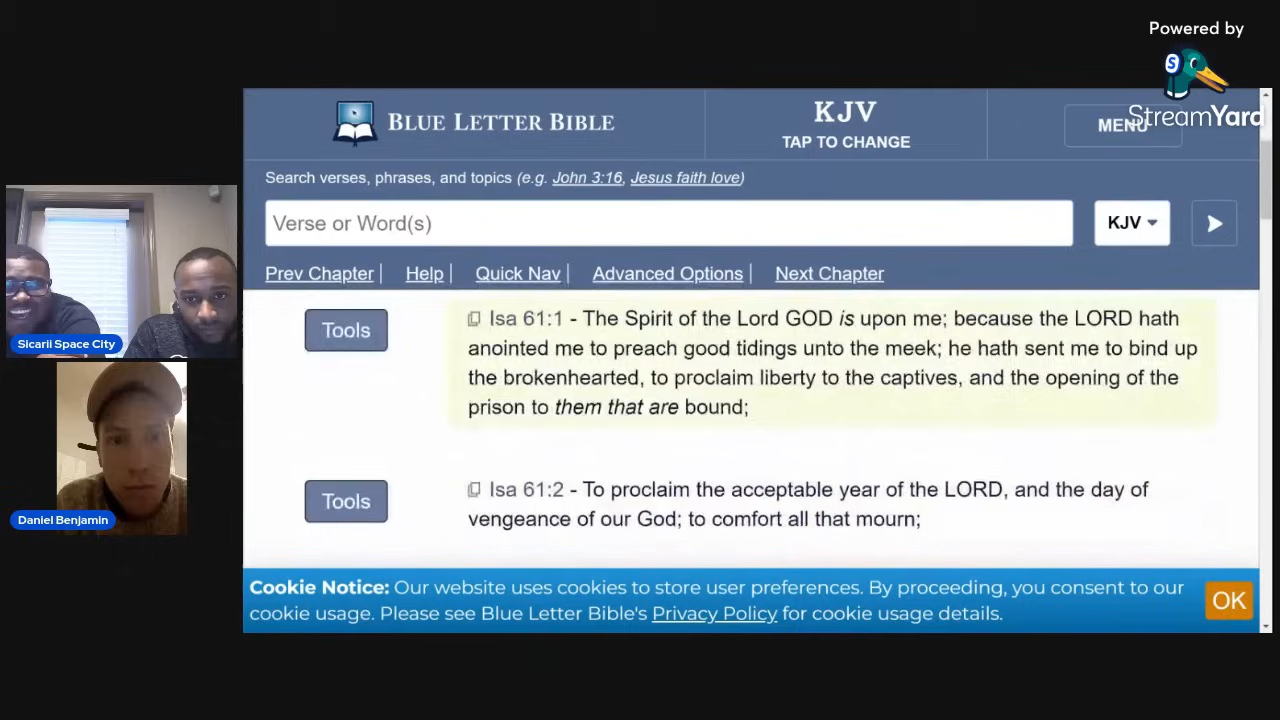 Powered by
StreamYard
BLUE LETTER BIBLE
KJV
TAP TO CHANGE
MENU
Search verses, phrases, and topics (e.g. John 3:16, Jesus faith love)
Verse or Word(s)
KJV
Prev Chapter| Help| Quick Nav| Advanced Options| Next Chapter
Tools
Isa 61:1 - The Spirit of the Lord GOD is upon me; because the LORD hath
anointed me to preach good tidings unto the meek; he hath sent me to bind up
the brokenhearted, to proclaim liberty to the captives, and the opening of the
prison to them that are bound;
Tools
Isa 61:2 - To proclaim the acceptable year of the LORD, and the day of
vengeance of our God; to comfort all that mourn;
Cookie Notice: Our website uses cookies to store user preferences. By proceeding, you consent to our
cookie usage. Please see Blue Letter Bible's Privacy Policy for cookie usage details.
OK
Sicarii Space City
Daniel Benjamin